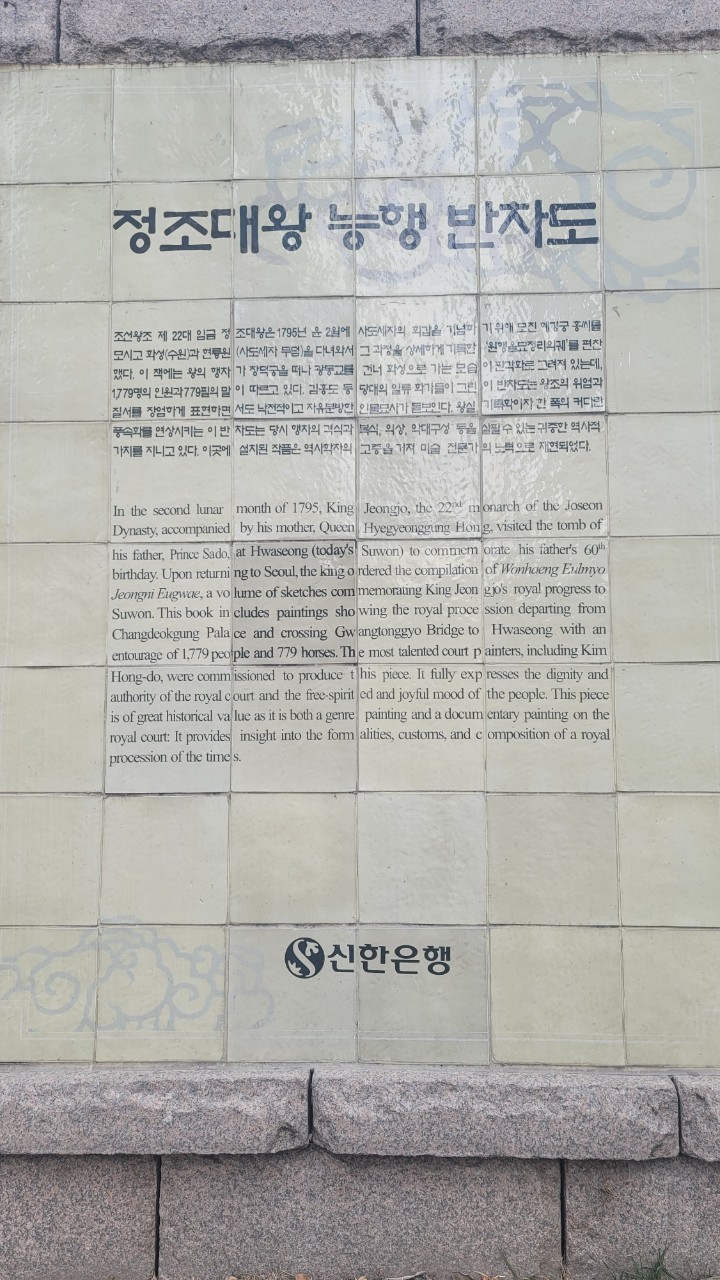 정조대왕 능행 반차도
조선왕조 제 22대 임금 정조대왕은 1795년 윤 2월에 사도세자의 회갑을 기념하기 위해 모친 혜경궁 홍씨를
모시고 화성(수원)과 현륭원(사도세자 무덤)을 다녀와서 그 과정을 상세하게 기록한 '원행을묘정리의궤'를 편찬
했다. 이 책에는 왕의 행차가 창덕궁을 떠나 광통교를 건너 화성으로 가는 모습이 판각화로 그려져 있는데,
1,779명의 인원과 779필의 말이 따르고 있다. 김홍도 등 당대의 일류 화가들이 그린 이 반차도는 왕조의 위엄과
질서를 장엄하게 표현하면서도 낙천적이고 자유분방한 인물묘사가 돋보인다. 왕실 기록화이자 한 폭의 커다란
풍속화를 연상시키는 이 반차도는 당시 행차의 격식과 복식, 의상, 악대구성 등을 살필 수 있는 귀중한 역사적
가치를 지니고 있다. 이곳에 설치된 작품은 역사학자의 고증을 거쳐 미술 전문가의 노력으로 재현되었다.
In the second lunar month of 1795, King Jeongjo, the 22nd monarch of the Joseon
Dynasty, accompanied by his mother, Queen Hyegyeonggung Hong, visited the tomb of
his father, Prince Sado, at Hwaseong (today's Suwon) to commemorate his father's 60th
birthday. Upon returning to Seoul, the king ordered the compilation of Wonhaeng Eulmyo
Jeongni Eugwae, a volume of sketches commemorating King Jeongjo's royal progress to
Suwon. This book includes paintings showing the royal procession departing from
Changdeokgung Palace and crossing Gwangtonggyo Bridge to Hwaseong with an
entourage of 1,779 people and 779 horses. The most talented court painters, including Kim
Hong-do, were commissioned to produce this piece. It fully expresses the dignity and
authority of the royal court and the free-spirited and joyful mood of the people. This piece
is of great historical value as it is both a genre painting and a documentary painting on the
royal court: It provides insight into the formalities, customs, and composition of a royal
procession of the times.
신한은행